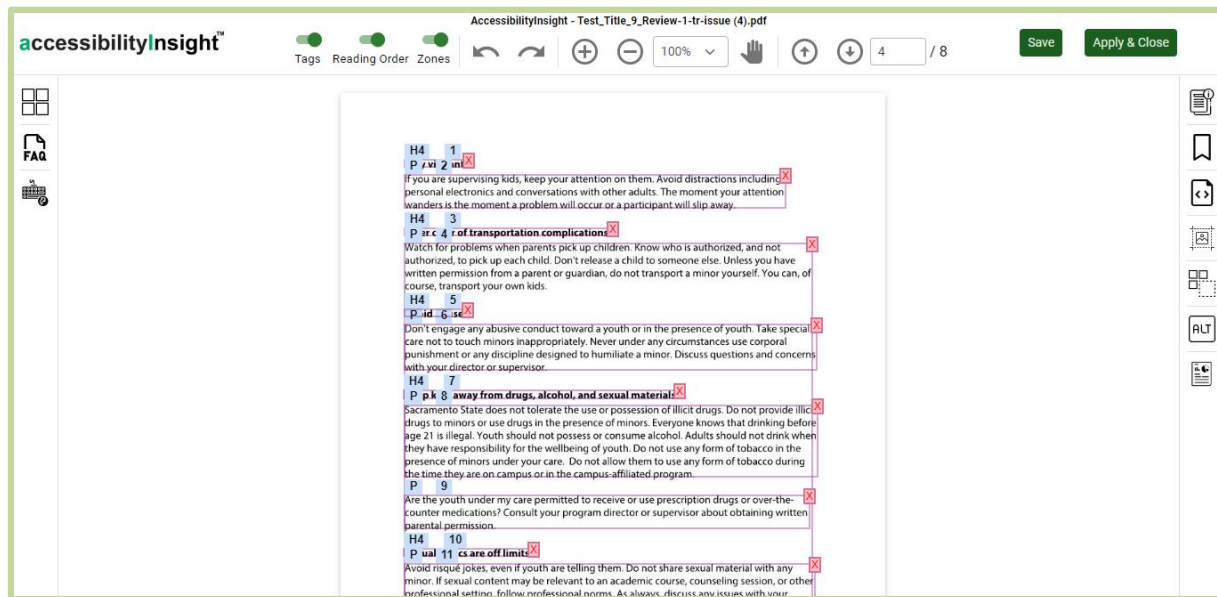 AccessibilityInsight - Test_Title_9_Review-1-tr-issue (4).pdf
accessibilityInsight™
Tags Reading Order Zones
100%
4 / 8
Save
Apply & Close
FAQ
ALT
H4 1
P 2
X
If you are supervising kids, keep your attention on them. Avoid distractions including X
personal electronics and conversations with other adults. The moment your attention
wanders is the moment a problem will occur or a participant will slip away.
H4 3
P 4 of transportation complications X
Watch for problems when parents pick up children. Know who is authorized, and not X
authorized, to pick up each child. Don't release a child to someone else. Unless you have
written permission from a parent or guardian, do not transport a minor yourself. You can, of
course, transport your own kids.
H4 5
P 6 X
Don't engage any abusive conduct toward a youth or in the presence of youth. Take special X
care not to touch minors inappropriately. Never under any circumstances use corporal
punishment or any discipline designed to humiliate a minor. Discuss questions and concerns
with your director or supervisor.
H4 7
P 8 away from drugs, alcohol, and sexual materials X
Sacramento State does not tolerate the use or possession of illicit drugs. Do not provide illic X
drugs to minors or use drugs in the presence of minors. Everyone knows that drinking before
age 21 is illegal. Youth should not possess or consume alcohol. Adults should not drink when
they have responsibility for the wellbeing of youth. Do not use any form of tobacco in the
presence of minors under your care. Do not allow them to use any form of tobacco during
the time they are on campus or in the campus-affiliated program.
P 9
Are the youth under my care permitted to receive or use prescription drugs or over-the- X
counter medications? Consult your program director or supervisor about obtaining written
parental permission.
H4 10
P 11 are off limits X
Avoid risqué jokes, even if youth are telling them. Do not share sexual material with any X
minor. If sexual content may be relevant to an academic course, counseling session, or other
professional setting, follow professional norms. As always, discuss any issues with your